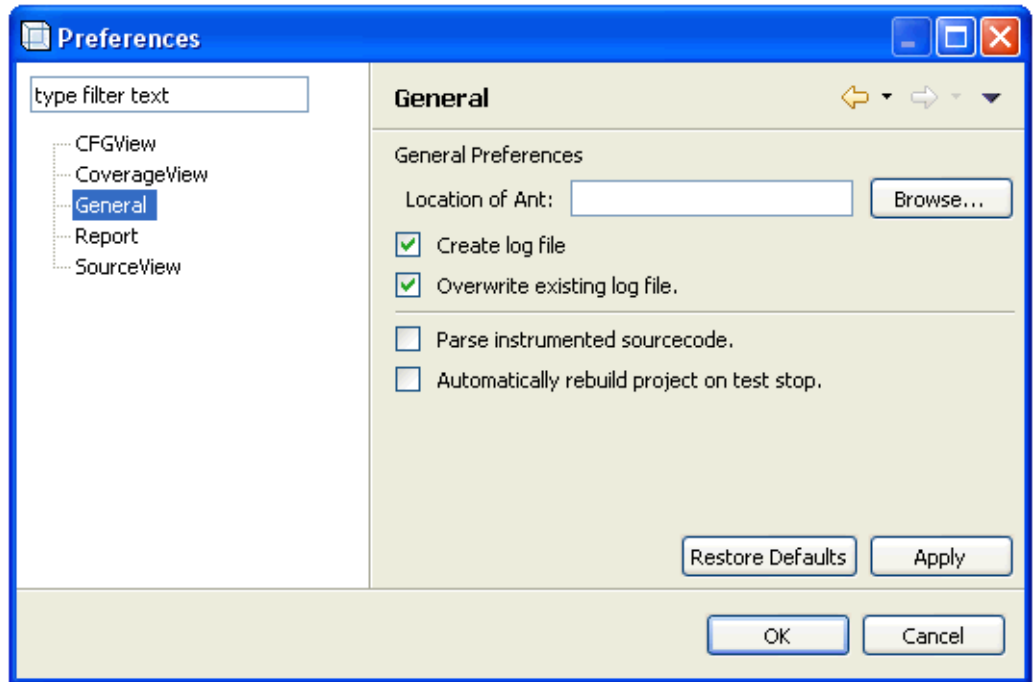 Preferences
type filter text
CFGView
CoverageView
General
Report
SourceView
General
General Preferences
Location of Ant:
Browse...
Create log file
Overwrite existing log file.
Parse instrumented sourcecode.
Automatically rebuild project on test stop.
Restore Defaults
Apply
OK
Cancel